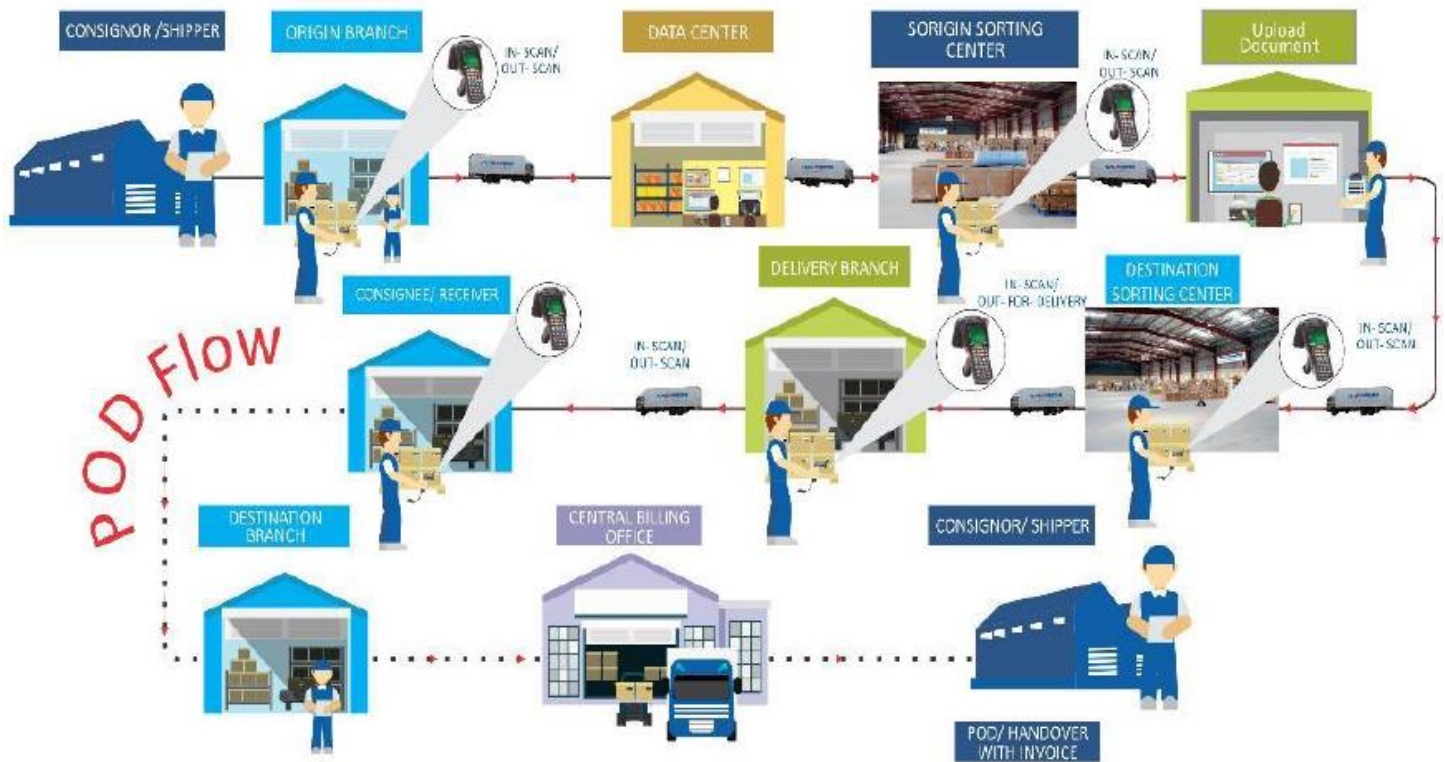 CONSIGNOR /SHIPPER
ORIGIN BRANCH
IN- SCAN/
OUT- SCAN
DATA CENTER
SORIGIN SORTING
CENTER
IN- SCAN/
OUT- SCAN
Upload
Document
CONSIGNEE/ RECEIVER
IN- SCAN/
OUT- SCAN
DELIVERY BRANCH
IN- SCAN/
OUT- FOR- DELIVERY
DESTINATION
SORTING CENTER
IN- SCAN/
OUT- SCAN
POD Flow
DESTINATION
BRANCH
CENTRAL BILLING
OFFICE
CONSIGNOR/ SHIPPER
POD/ HANDOVER
WITH INVOICE